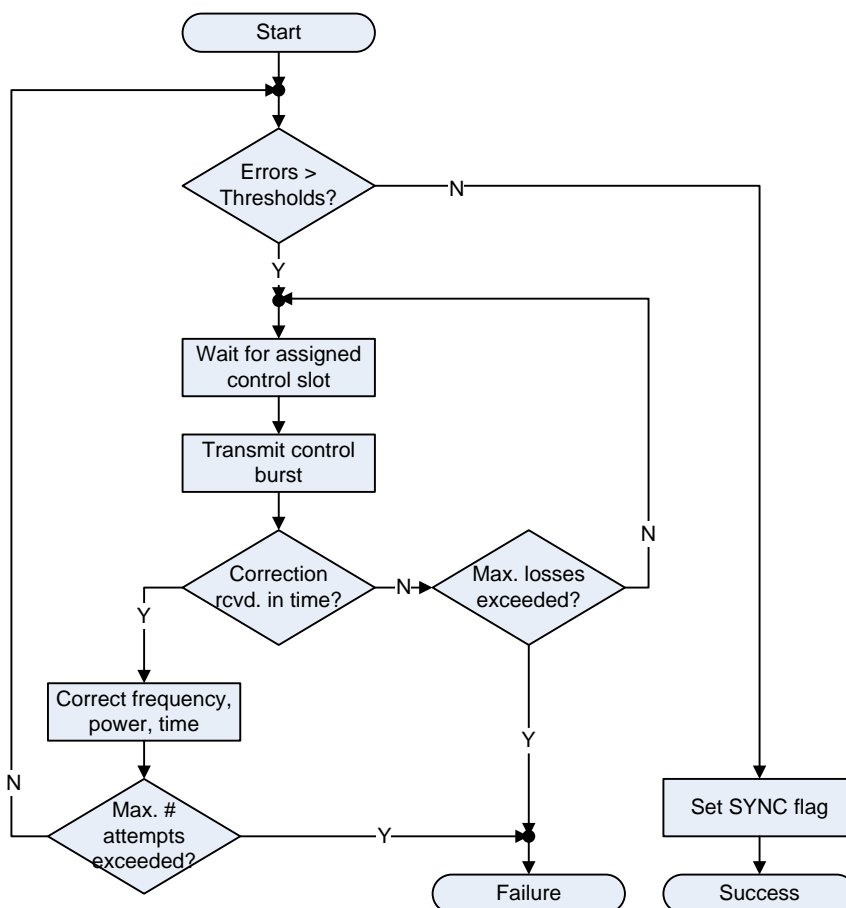 Start
Errors >
Thresholds?
N
Y
Wait for assigned
control slot
Transmit control
burst
N
Correction
rcvd. in time?
N
Max. losses
exceeded?
Y
Correct frequency,
power, time
Y
N
Max. #
attempts
exceeded?
Y
Set SYNC flag
Failure
Success